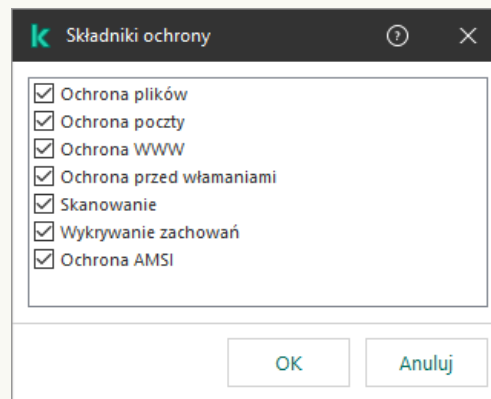 Składniki ochrony
Ochrona plików
Ochrona poczty
Ochrona WWW
Ochrona przed włamaniami
Skanowanie
Wykrywanie zachowań
Ochrona AMSI
OK
Anuluj